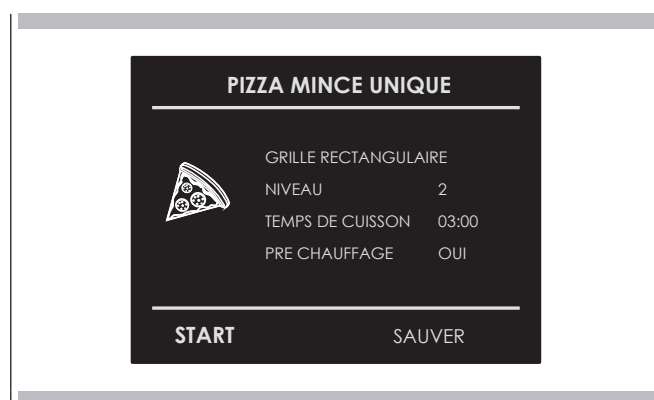 PIZZA MINCE UNIQUE
GRILLE RECTANGULAIRE
NIVEAU 2
TEMPS DE CUISSON 03:00
PRE CHAUFFAGE OUI
START SAUVER